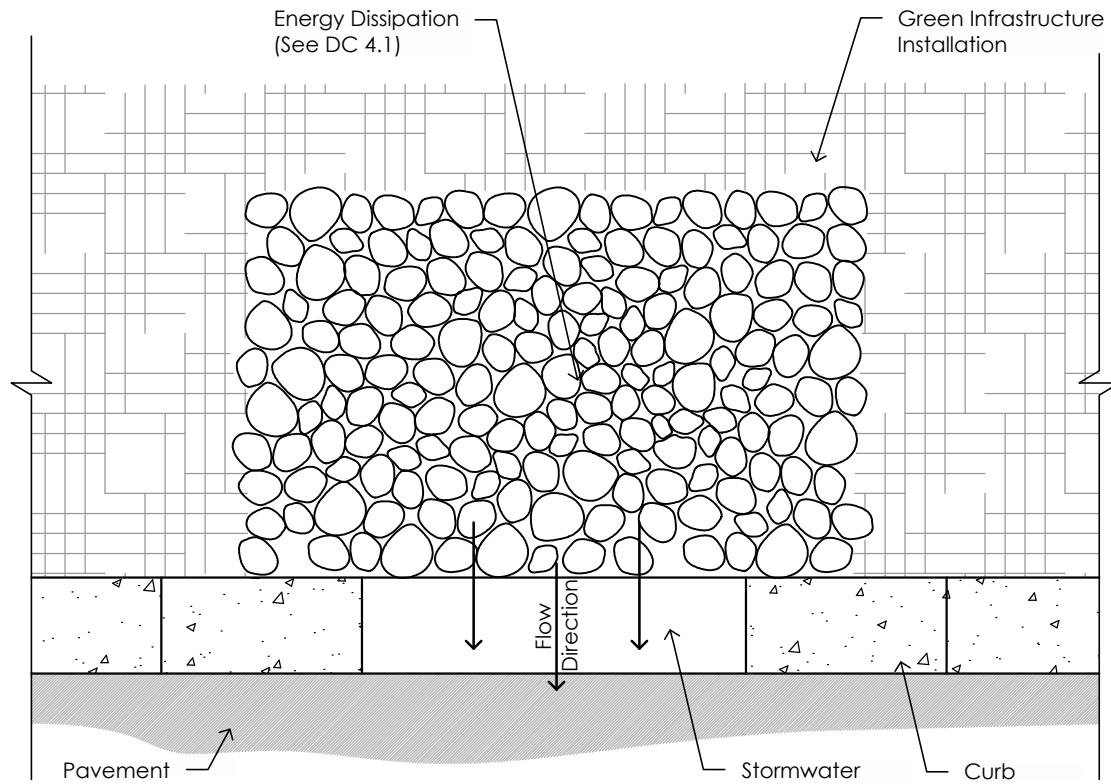 Energy Dissipation
(See DC 4.1)
Green Infrastructure
Installation
Flow
Direction
Pavement
Stormwater
Curb